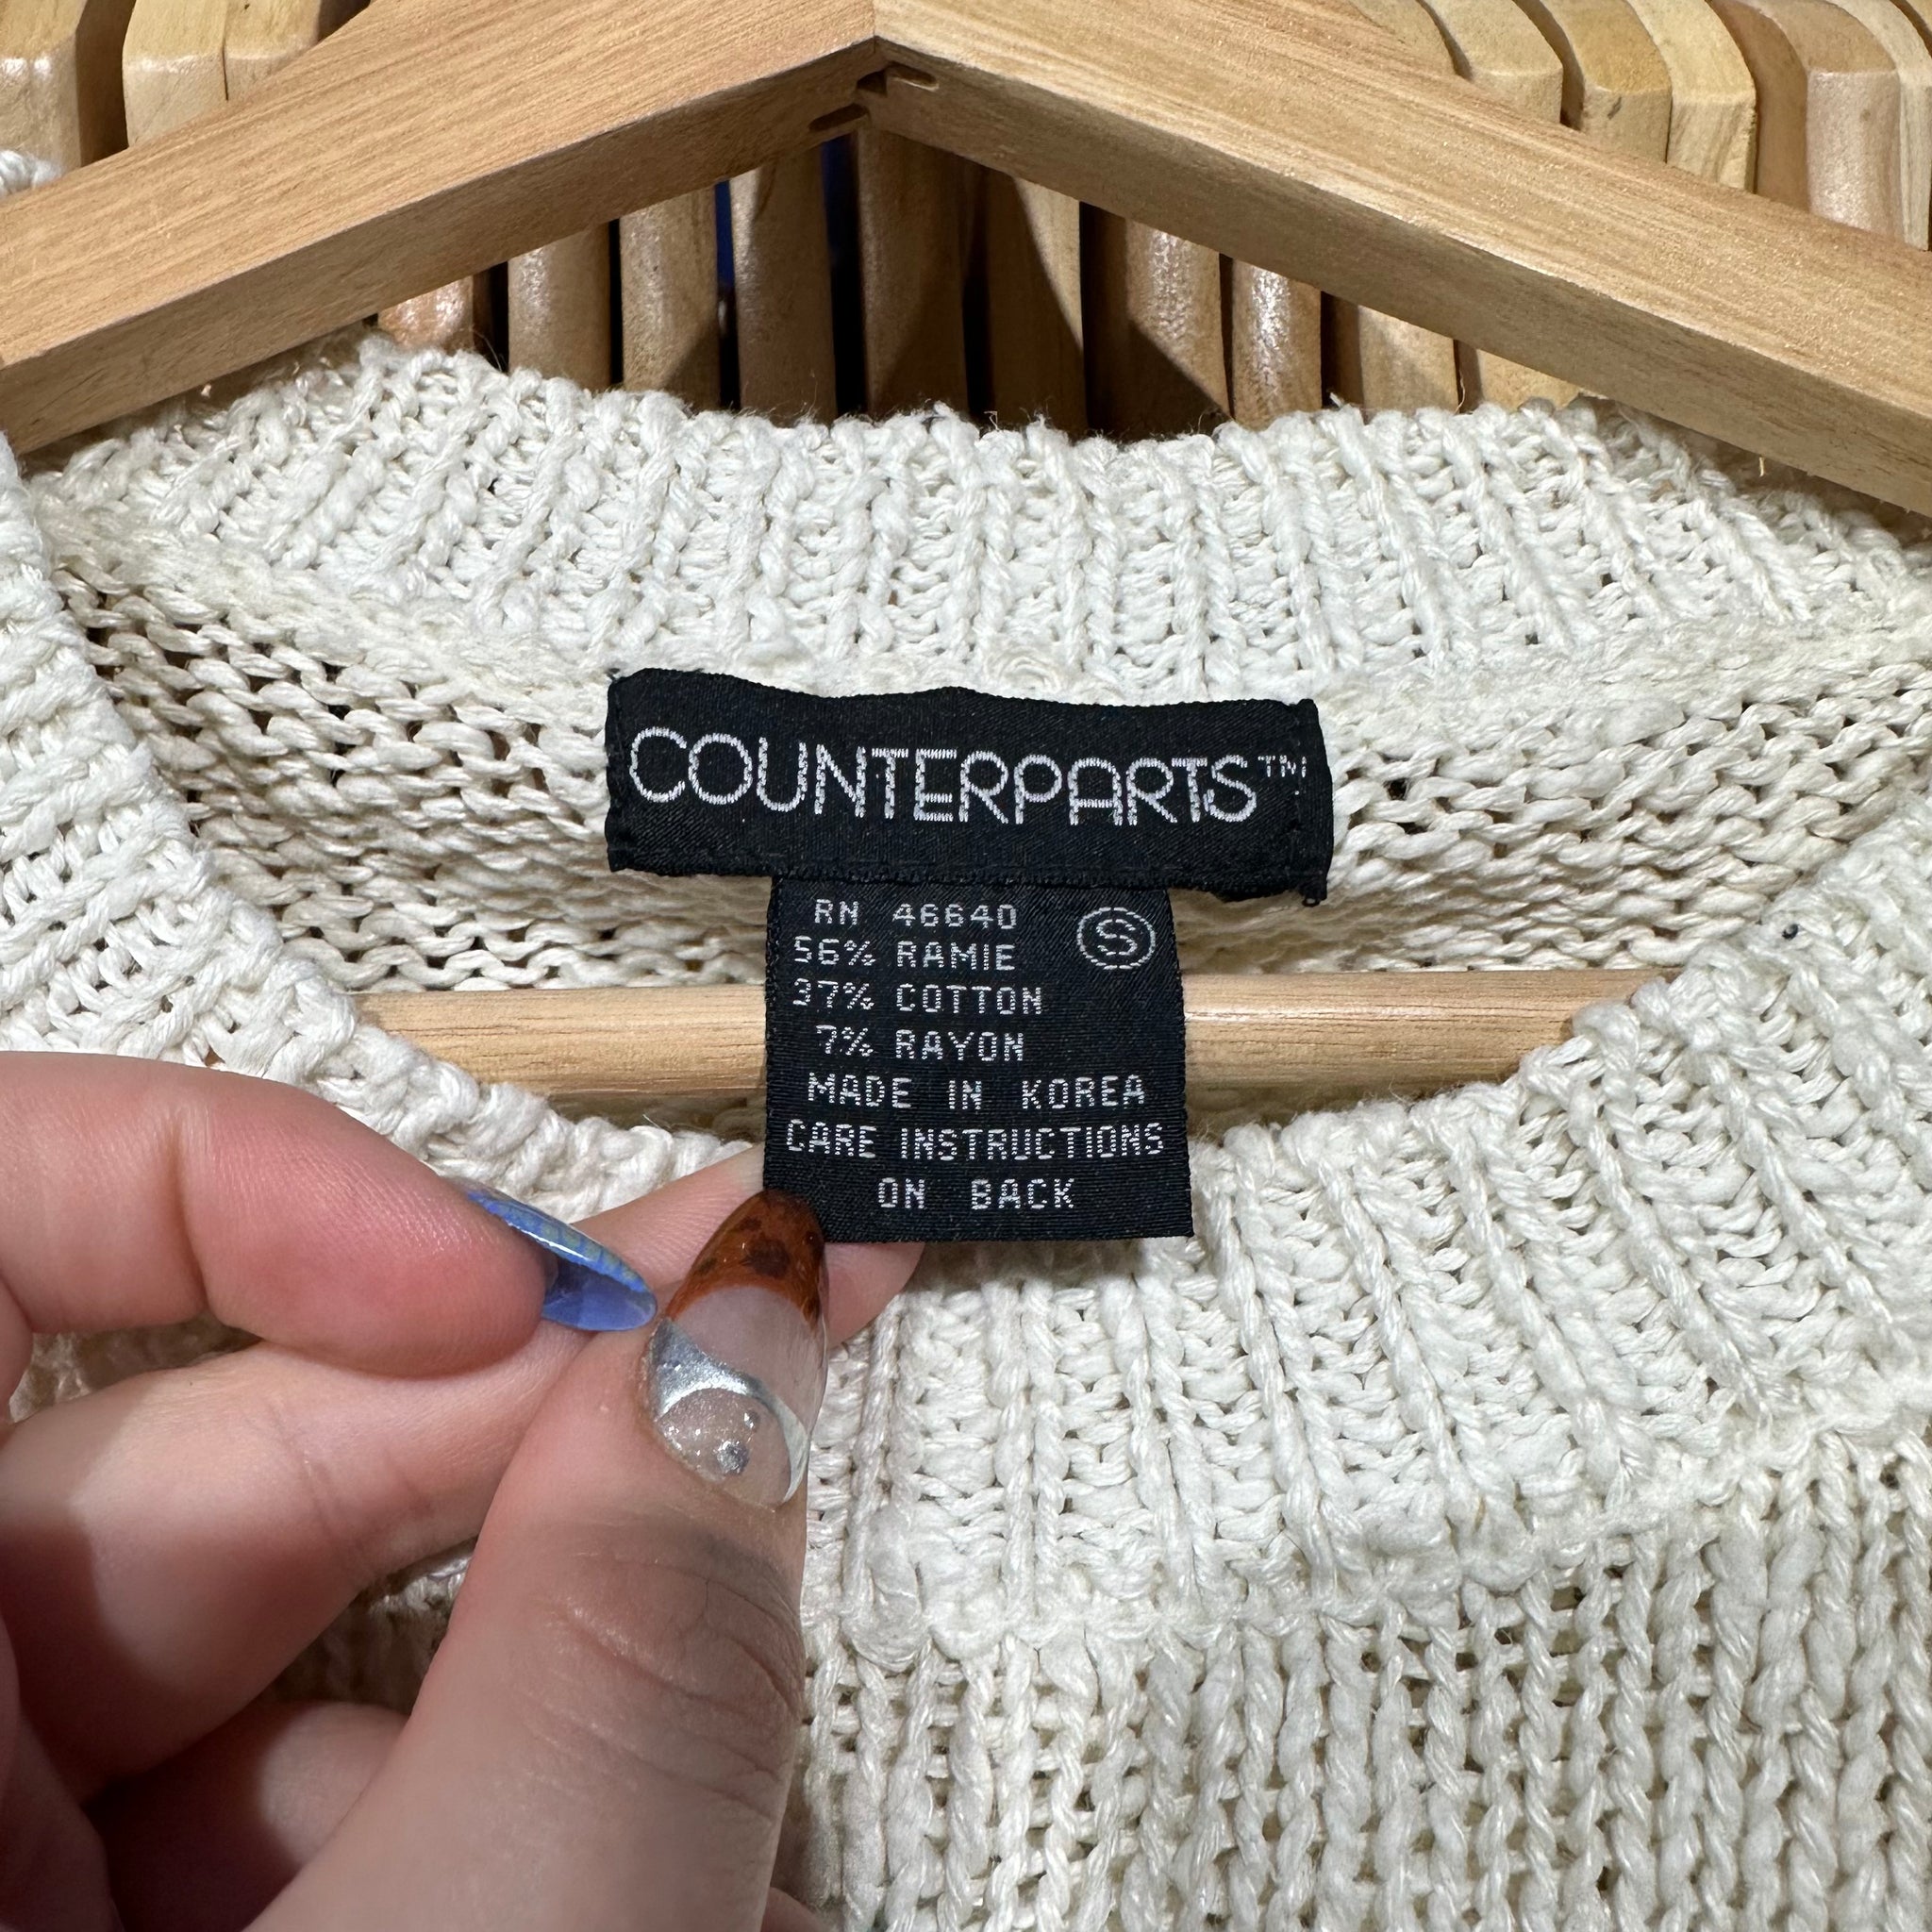 COUNTERPARTS™
RN 46640 S
56% RAMIE
37% COTTON
7% RAYON
MADE IN KOREA
CARE INSTRUCTIONS
ON BACK